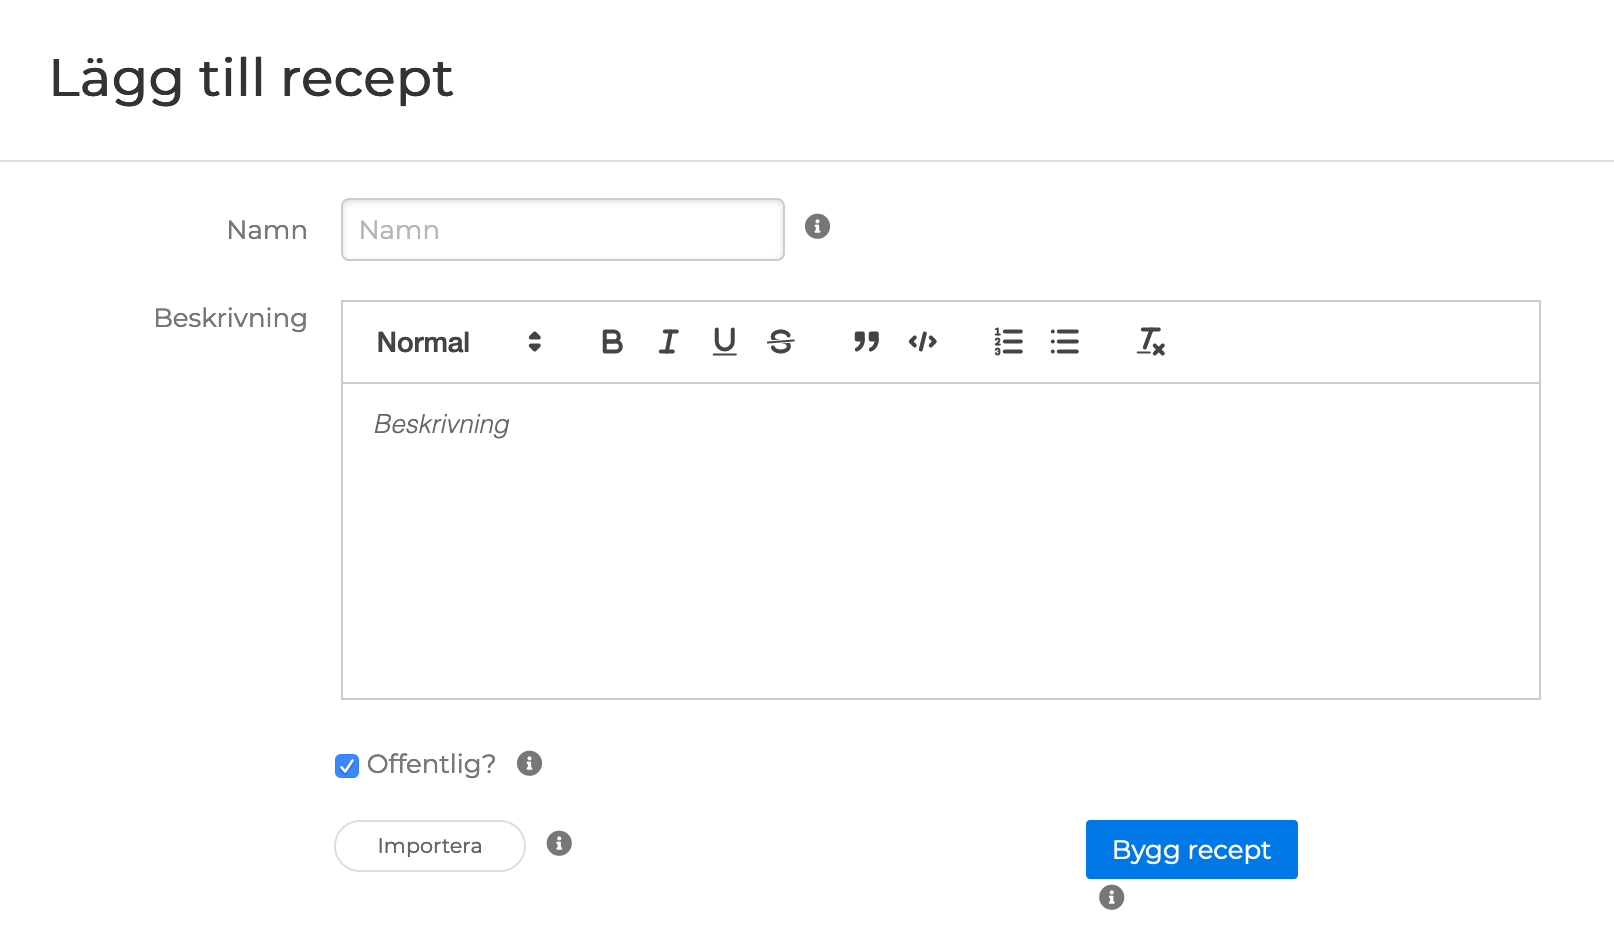 Lägg till recept
Namn
Namn
Beskrivning
Normal
Beskrivning
Offentlig?
Importera
Bygg recept